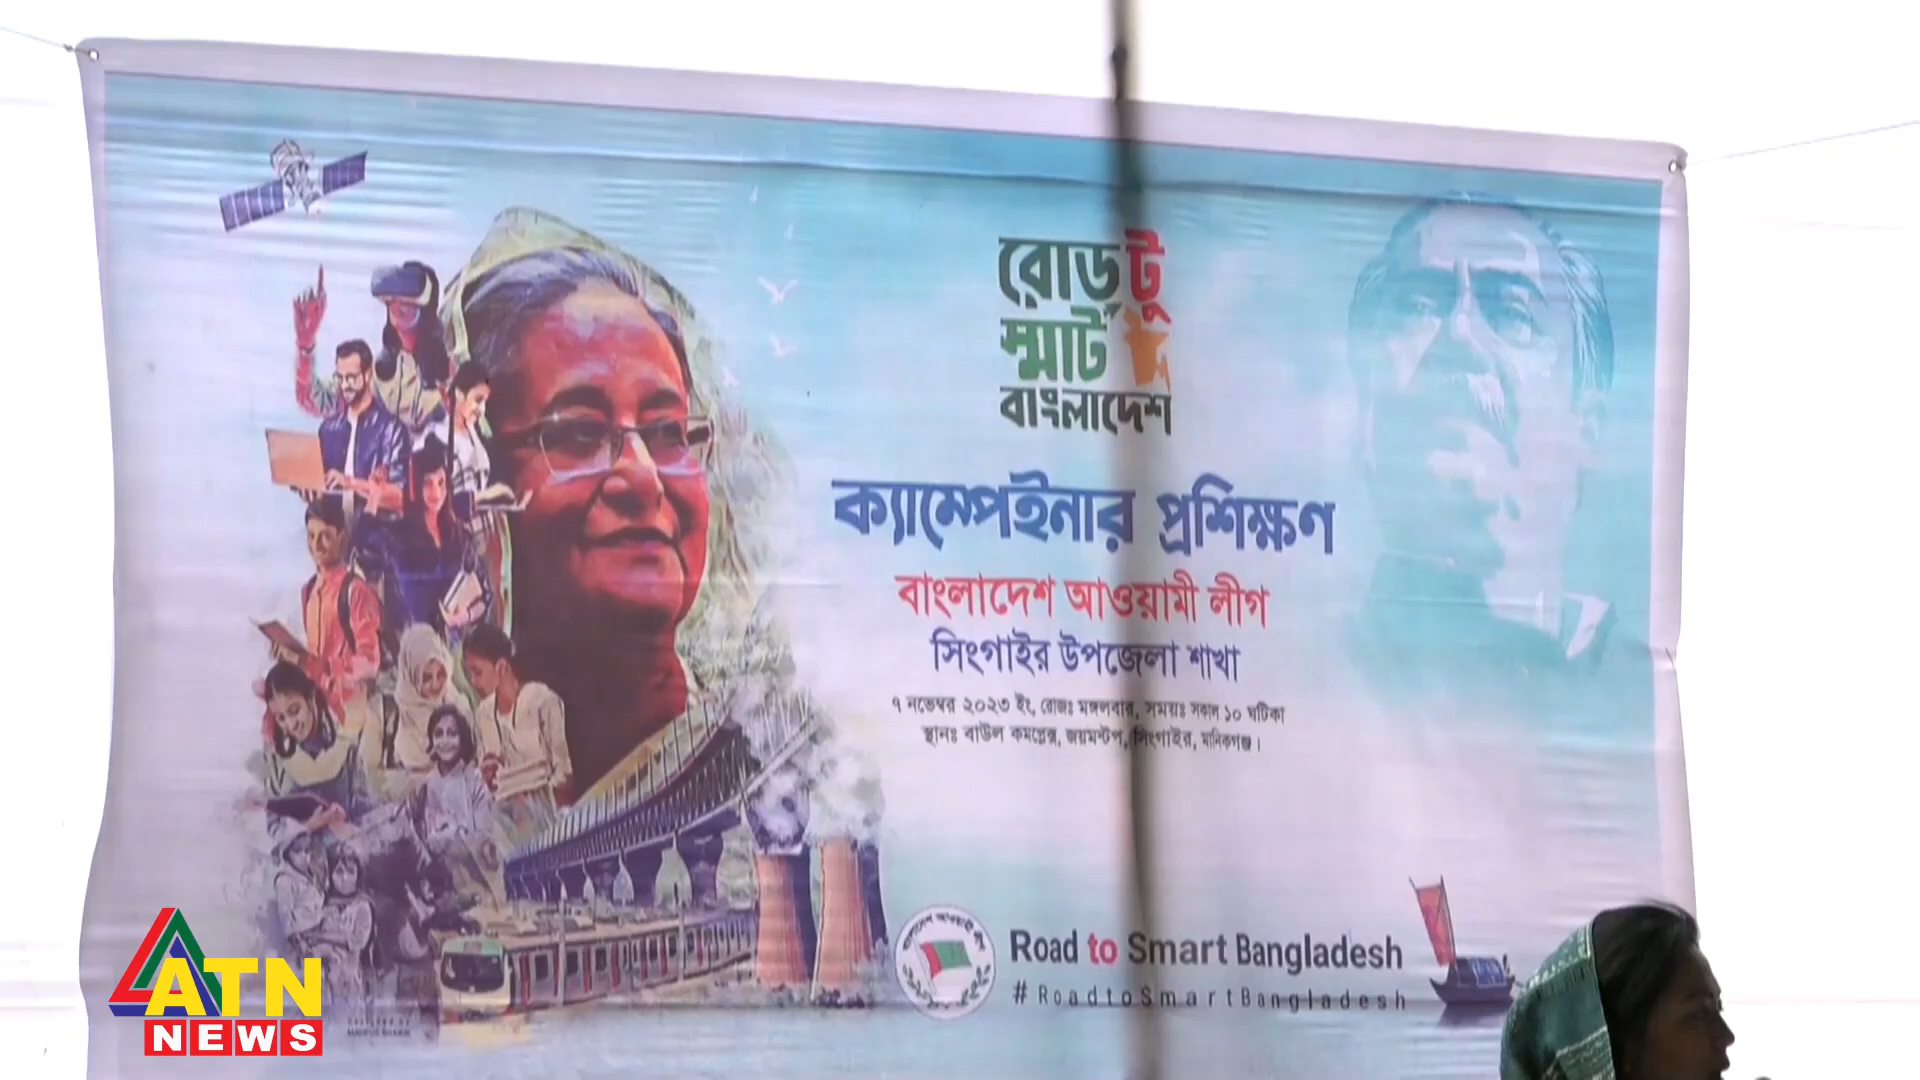 রোড টু
স্মার্ট
বাংলাদেশ
ক্যাম্পেইনার প্রশিক্ষণ
বাংলাদেশ আওয়ামী লীগ
সিংগাইর উপজেলা শাখা
৭ নভেম্বর ২০২৩ ইং, রোজঃ মঙ্গলবার, সময়ঃ সকাল ১০ ঘটিকা
স্থানঃ বাউল কমপ্লেক্স, জয়মন্টপ, সিংগাইর, মানিকগঞ্জ।
বাংলাদেশ আওয়ামী লীগ
Road to Smart Bangladesh
#RoadtoSmartBangladesh
ATN
NEWS